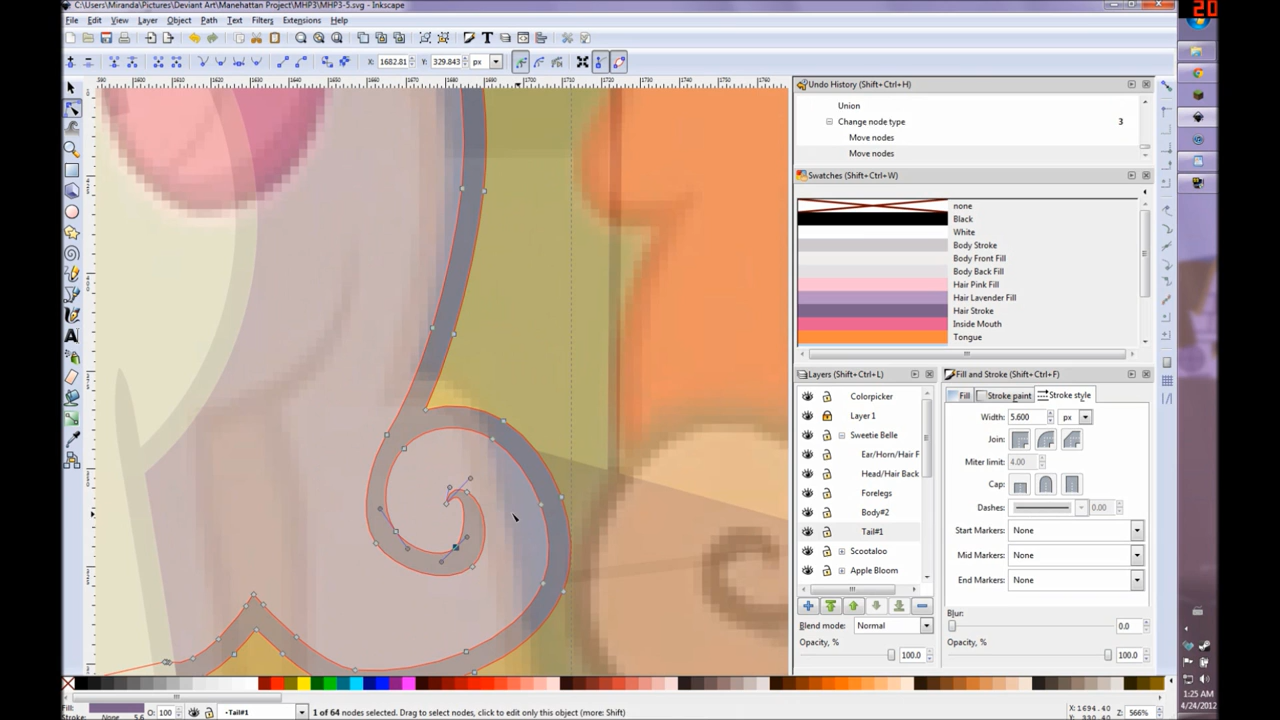 C:\Users\Miranda\Pictures\Deviant Art\Manehattan Project\MHP3\MHP3-5.svg - Inkscape
20
File Edit View Layer Object Path Text Filters Extensions Help
X: 1682.81 Y: 329.843 px
Undo History (Shift+Ctrl+H)
Union
Change node type 3
Move nodes
Move nodes
Swatches (Shift+Ctrl+W)
none
Black
White
Body Stroke
Body Front Fill
Body Back Fill
Hair Pink Fill
Hair Lavender Fill
Hair Stroke
Inside Mouth
Tongue
Layers (Shift+Ctrl+L)
Colorpicker
Layer 1
Sweetie Belle
Ear/Horn/Hair F
Head/Hair Back
Forelegs
Body#2
Tail#1
Scootaloo
Apple Bloom
Blend mode: Normal
Opacity, %
100.0
Fill and Stroke (Shift+Ctrl+F)
Fill Stroke paint Stroke style
Width: 5.600 px
Join:
Miter limit: 4.00
Cap:
Dashes: 0.00
Start Markers: None
Mid Markers: None
End Markers: None
Blur:
0.0
Opacity, %
100.0
Fill:
Stroke: None 5.6
O: 100
Tail#1
1 of 64 nodes selected. Drag to select nodes, click to edit only this object (more: Shift)
X: 1694.40
Y: 330.40
Z: 566%
1:25 AM
4/24/2012